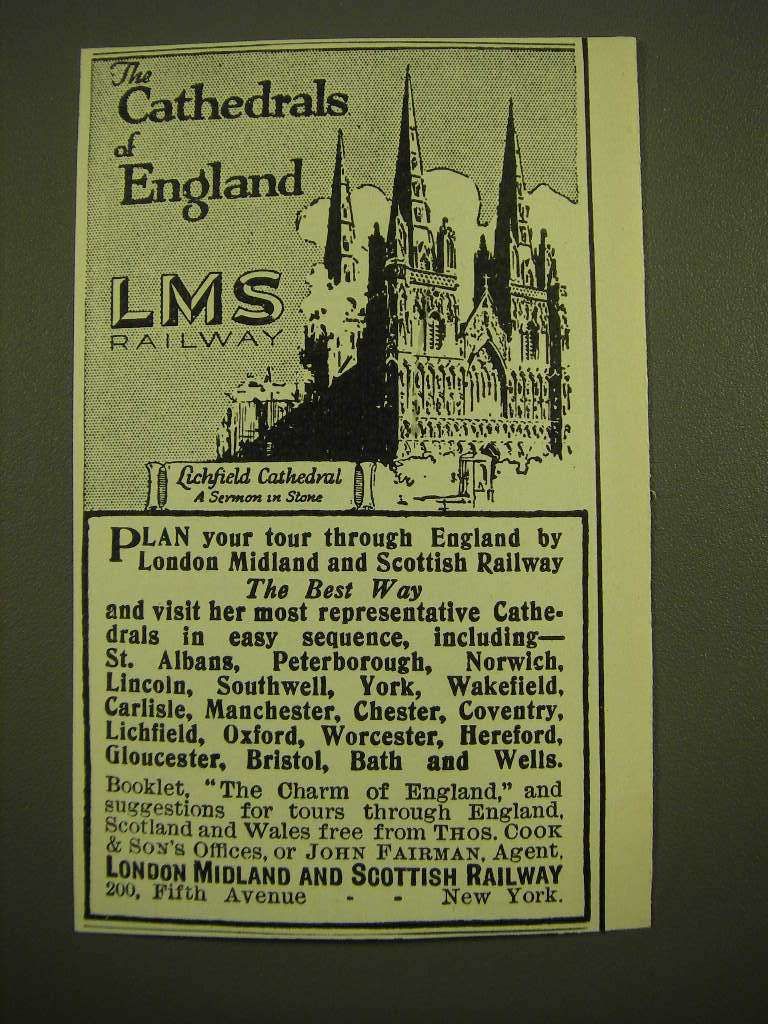 The
Cathedrals
of
England
LMS
RAILWAY
Lichfield Cathedral
A Sermon in Stone
PLAN your tour through England by
London Midland and Scottish Railway
The Best Way
and visit her most representative Cathe-
drals in easy sequence, including—
St. Albans, Peterborough, Norwich,
Lincoln, Southwell, York, Wakefield,
Carlisle, Manchester, Chester, Coventry,
Lichfield, Oxford, Worcester, Hereford,
Gloucester, Bristol, Bath and Wells.
Booklet, "The Charm of England," and
suggestions for tours through England,
Scotland and Wales free from THOS. COOK
& SON'S Offices, or JOHN FAIRMAN, Agent,
LONDON MIDLAND AND SCOTTISH RAILWAY
200, Fifth Avenue - - New York.